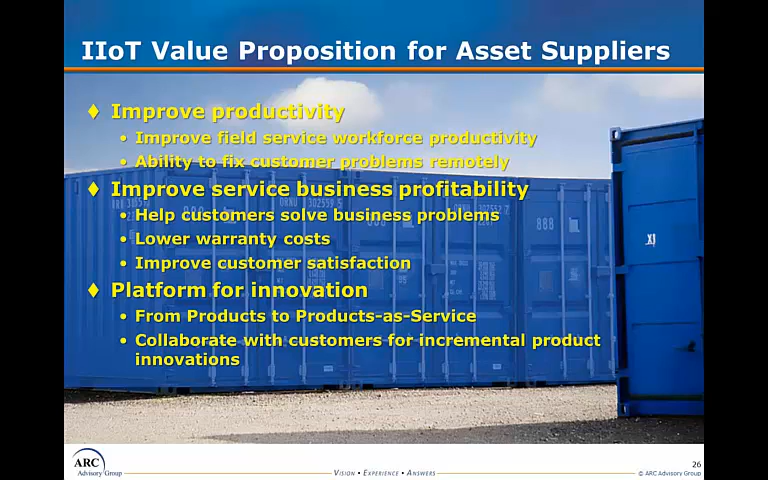 IIoT Value Proposition for Asset Suppliers
♦ Improve productivity
• Improve field service workforce productivity
• Ability to fix customer problems remotely
♦ Improve service business profitability
• Help customers solve business problems
• Lower warranty costs
• Improve customer satisfaction
♦ Platform for innovation
• From Products to Products-as-Service
• Collaborate with customers for incremental product
innovations
ARC
Advisory Group
VISION • EXPERIENCE • ANSWERS
26
© ARC Advisory Group